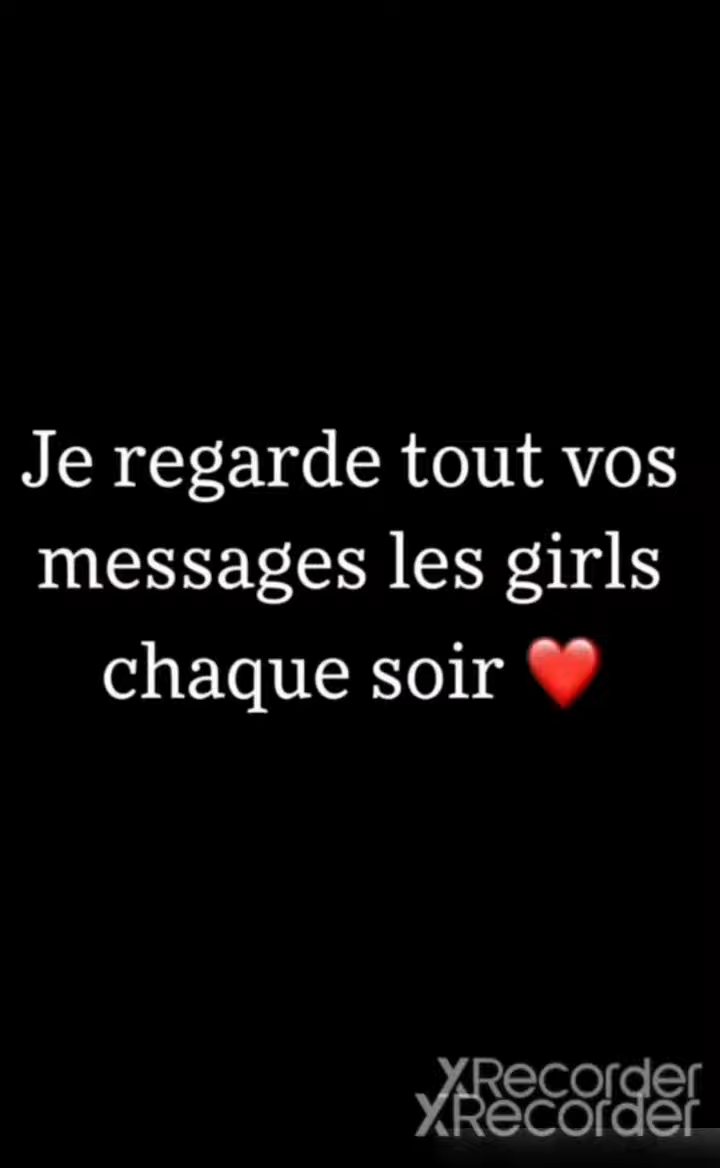 Je regarde tout vos
messages les girls
chaque soir ❤️
XRecorder
XRecorder